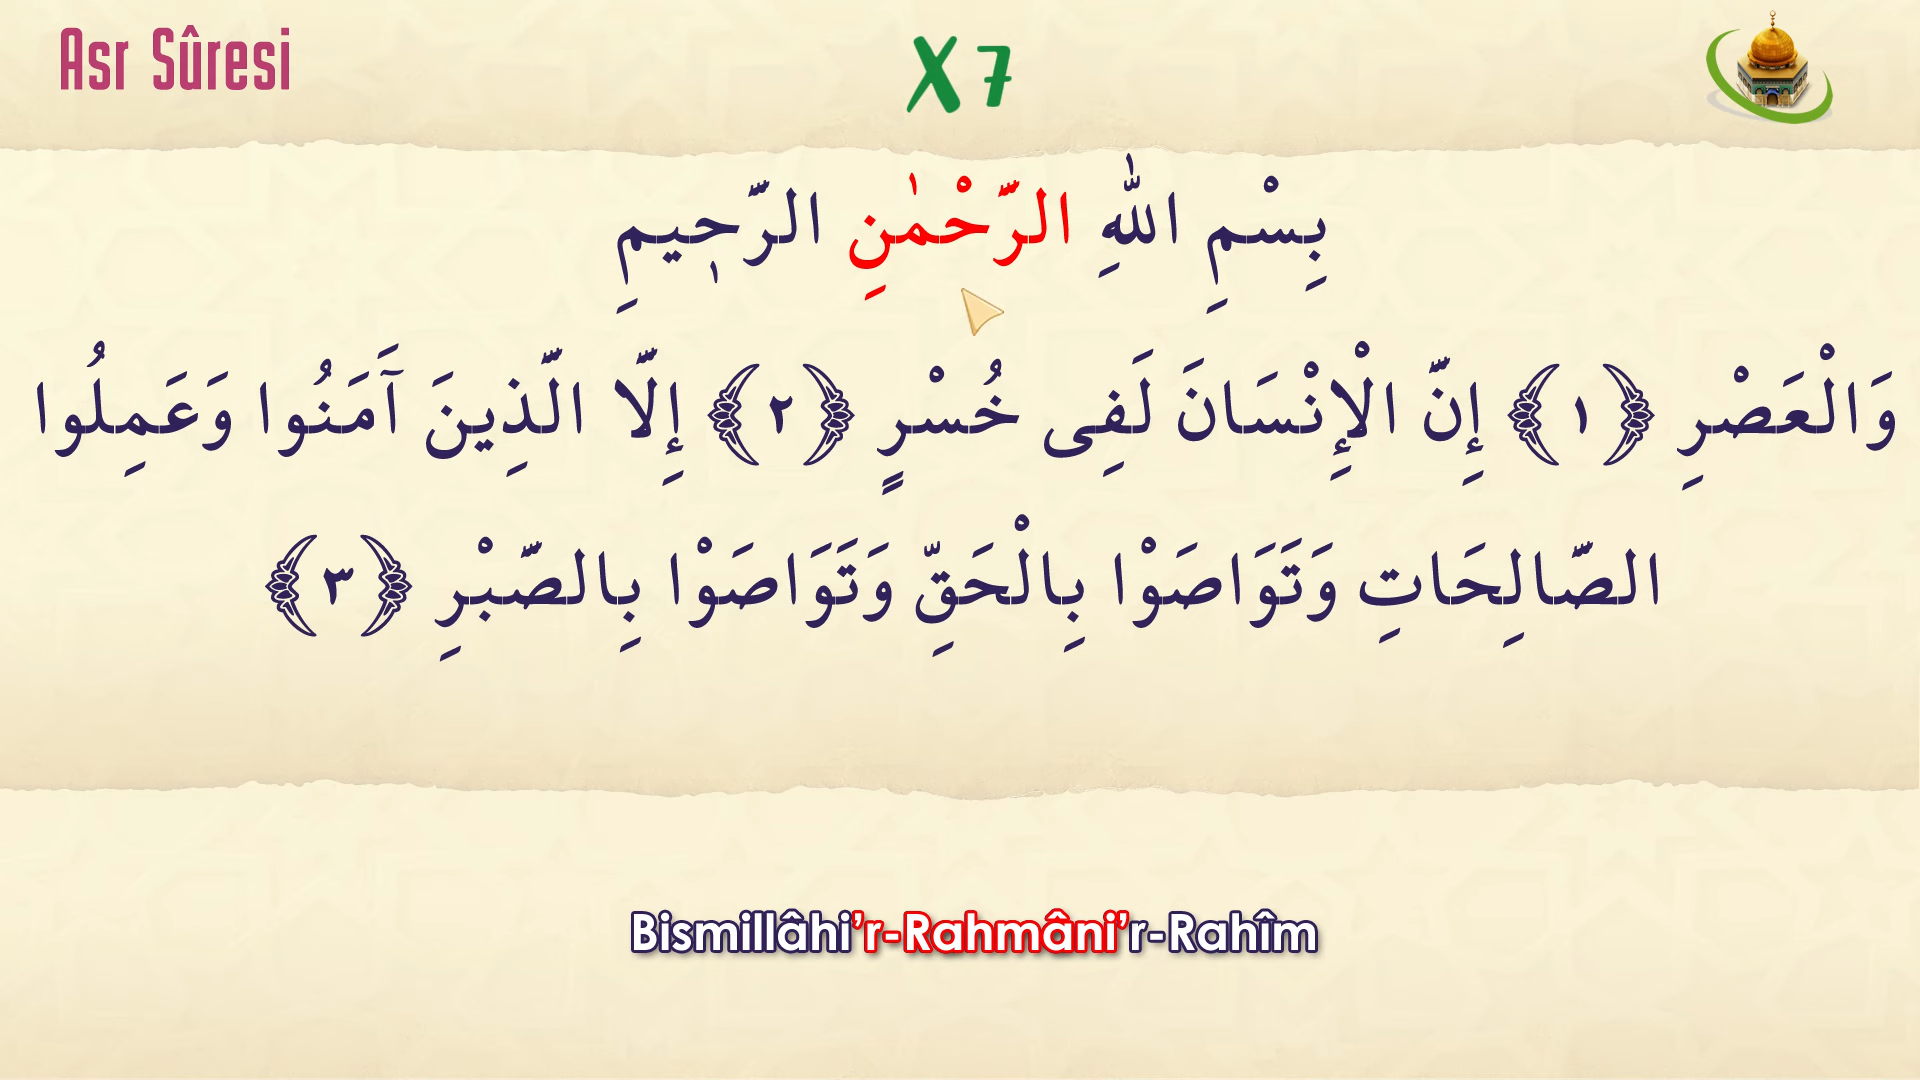 Asr Sûresi
X7
بِسْمِ اللّٰهِ الرَّحْمٰنِ الرَّحٖيمِ
وَالْعَصْرِ ﴿١﴾ إِنَّ الْإِنْسَانَ لَفِى خُسْرٍ ﴿٢﴾ إِلَّا الَّذِينَ آَمَنُوا وَعَمِلُوا
الصَّالِحَاتِ وَتَوَاصَوْا بِالْحَقِّ وَتَوَاصَوْا بِالصَّبْرِ ﴿٣﴾
Bismillâhi’r-Rahmâni’r-Rahîm